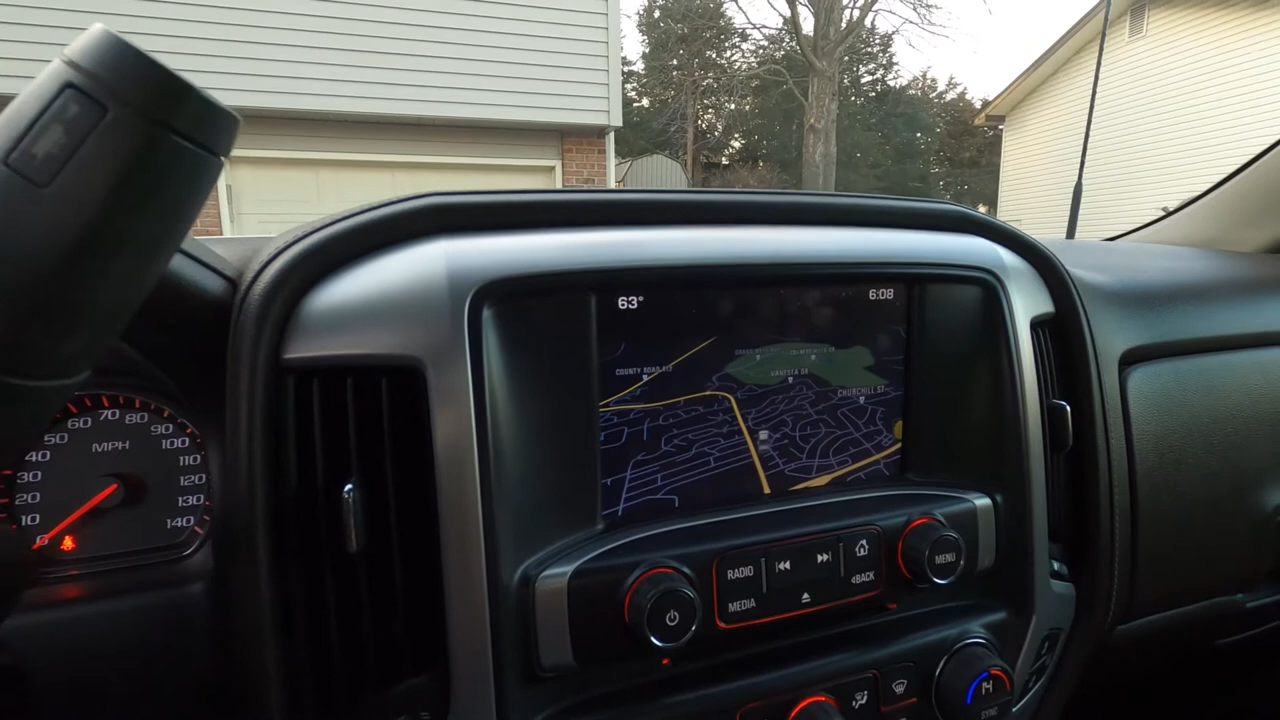 63°
6:08
COUNTY ROAD
VANESSA DR
CHURCHILL ST
MPH
0
10
20
30
40
50
60
70
80
90
100
110
120
130
140
RADIO
MEDIA
BACK
MENU
SYNC